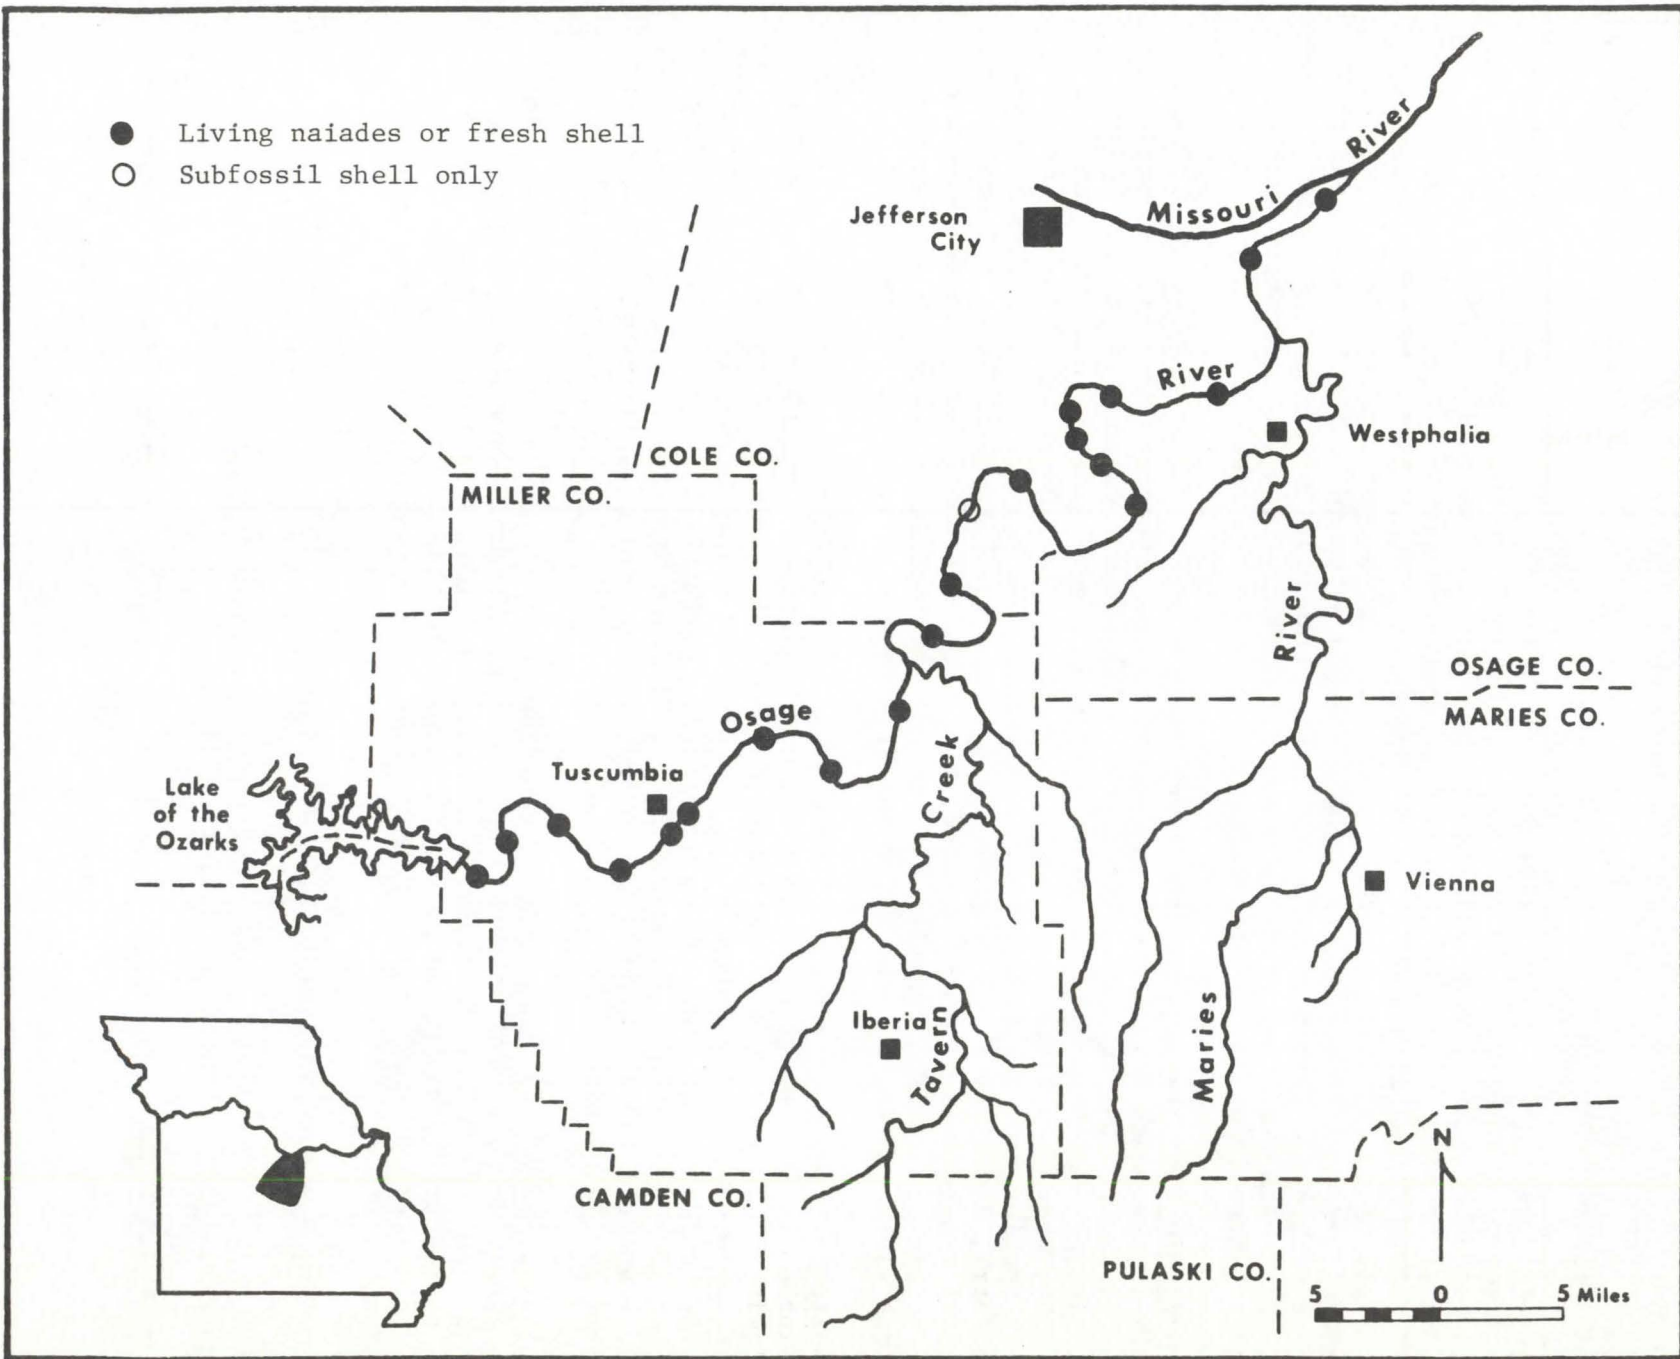 Living naiades or fresh shell
Subfossil shell only
Jefferson
City
Missouri River
River
Westphalia
COLE CO.
MILLER CO.
River
OSAGE CO.
MARIES CO.
Osage
Tuscumbia
Creek
Lake
of the
Ozarks
Vienna
Iberia
Tavern
Maries
N
CAMDEN CO.
PULASKI CO.
5 0 5 Miles